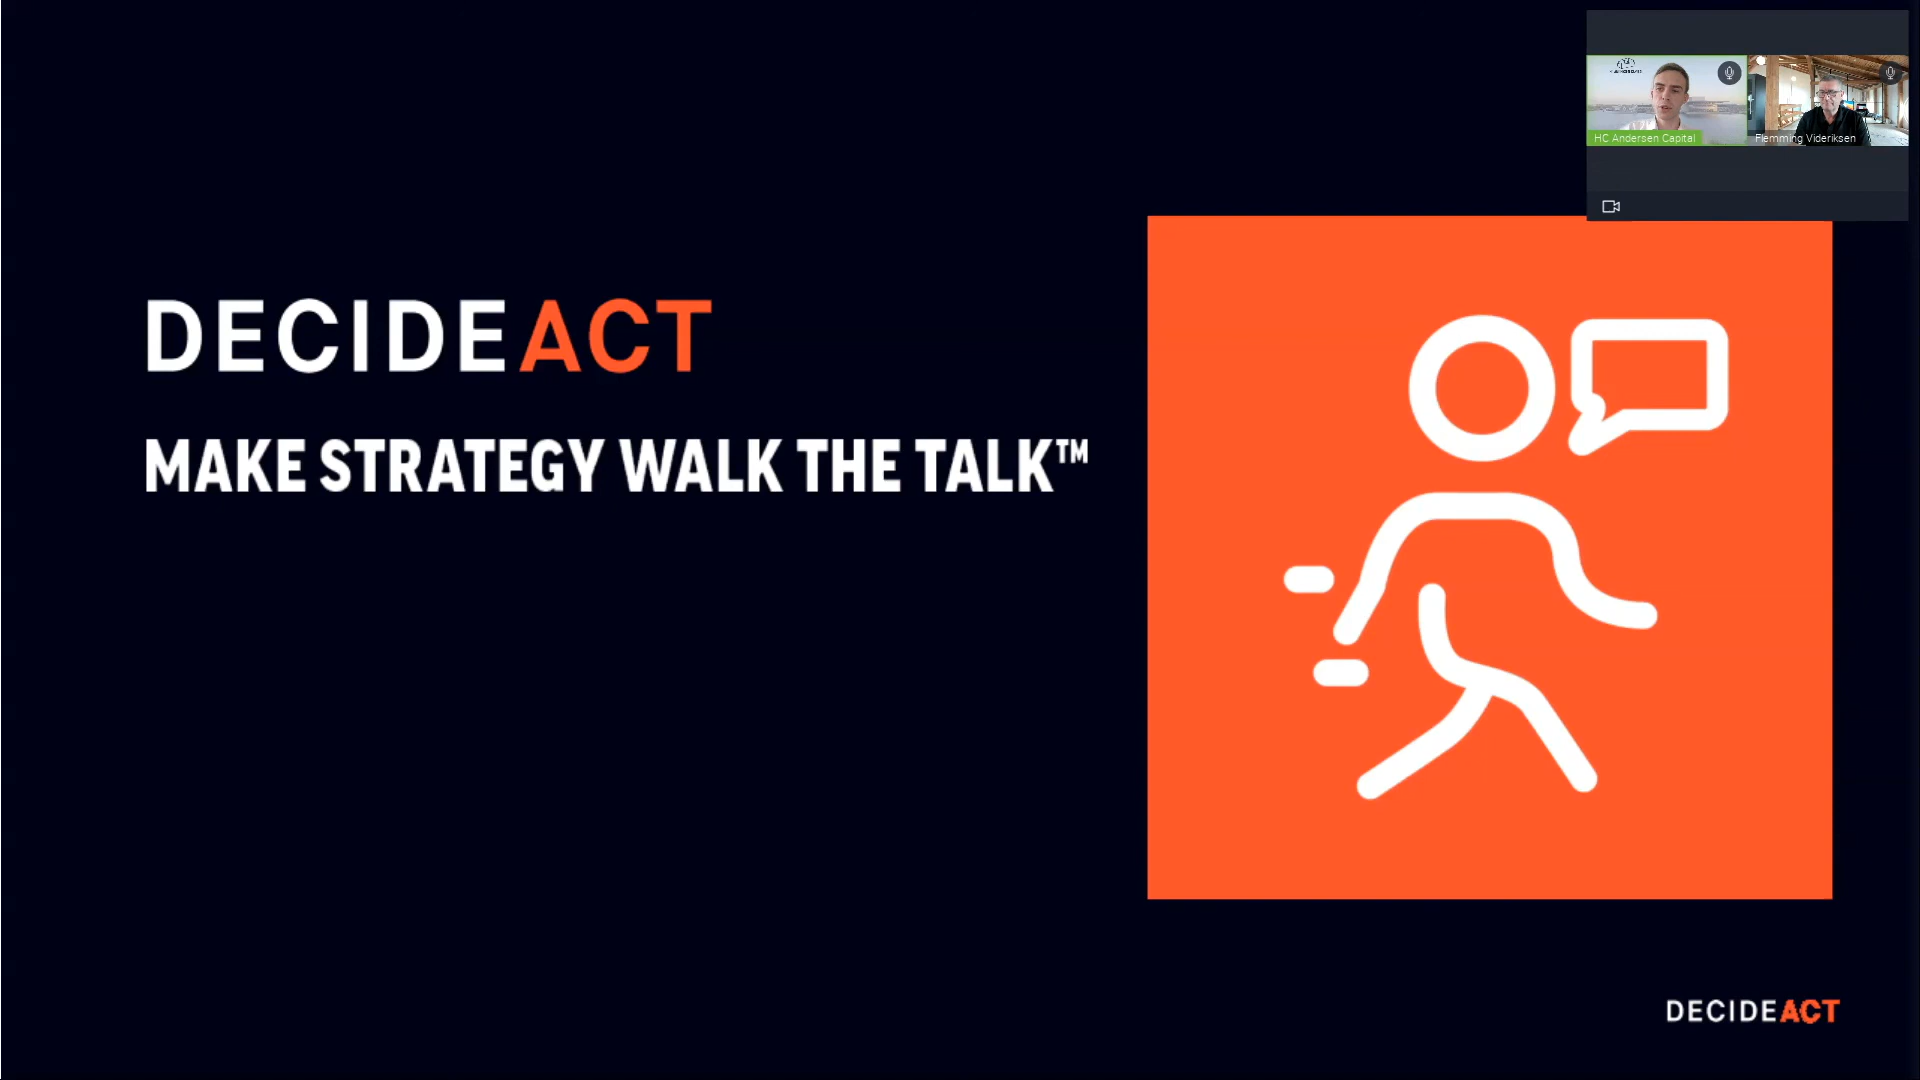 HC Andersen Capital
Flemming Videriksen
DECIDEACT
MAKE STRATEGY WALK THE TALK™
DECIDEACT